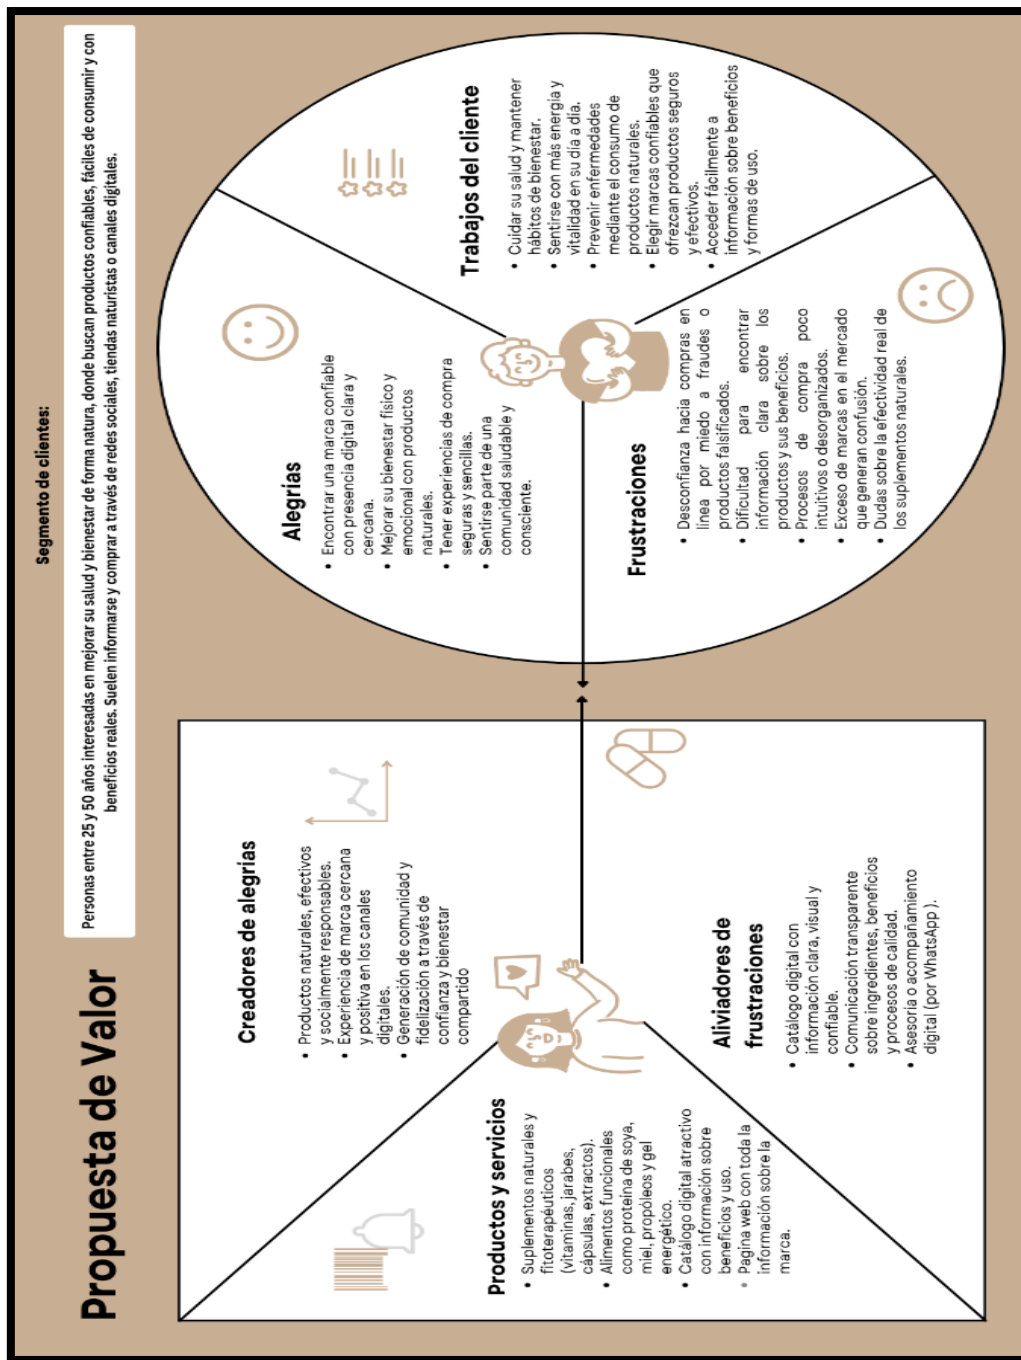 Propuesta de Valor
Segmento de clientes:
Personas entre 25 y 50 años interesadas en mejorar su salud y bienestar de forma natura, donde buscan productos confiables, fáciles de consumir y con
beneficios reales. Suelen informarse y comprar a través de redes sociales, tiendas naturistas o canales digitales.
Productos y servicios
• Suplementos naturales y
fitoterapéuticos
(vitaminas, jarabes,
cápsulas, extractos).
• Alimentos funcionales
como proteína de soya,
miel, propóleos y gel
energético.
• Catálogo digital atractivo
con información sobre
beneficios y uso.
• Pagina web con toda la
información sobre la
marca.
Creadores de alegrías
• Productos naturales, efectivos
y socialmente responsables.
• Experiencia de marca cercana
y positiva en los canales
digitales.
• Generación de comunidad y
fidelización a través de
confianza y bienestar
compartido
Aliviadores de
frustraciones
• Catálogo digital con
información clara, visual y
confiable.
• Comunicación transparente
sobre ingredientes, beneficios
y procesos de calidad.
• Asesoría o acompañamiento
digital (por WhatsApp ).
Alegrías
• Encontrar una marca confiable
con presencia digital clara y
cercana.
• Mejorar su bienestar físico y
emocional con productos
naturales.
• Tener experiencias de compra
seguras y sencillas.
• Sentirse parte de una
comunidad saludable y
consciente.
Frustraciones
• Desconfianza hacia compras en
línea por miedo a fraudes o
productos falsificados.
• Dificultad para encontrar
información clara sobre los
productos y sus beneficios.
• Procesos de compra poco
intuitivos o desorganizados.
• Exceso de marcas en el mercado
que generan confusión.
• Dudas sobre la efectividad real de
los suplementos naturales.
Trabajos del cliente
• Cuidar su salud y mantener
hábitos de bienestar.
• Sentirse con más energía y
vitalidad en su día a día.
• Prevenir enfermedades
mediante el consumo de
productos naturales.
• Elegir marcas confiables que
ofrezcan productos seguros
y efectivos.
• Acceder fácilmente a
información sobre beneficios
y formas de uso.